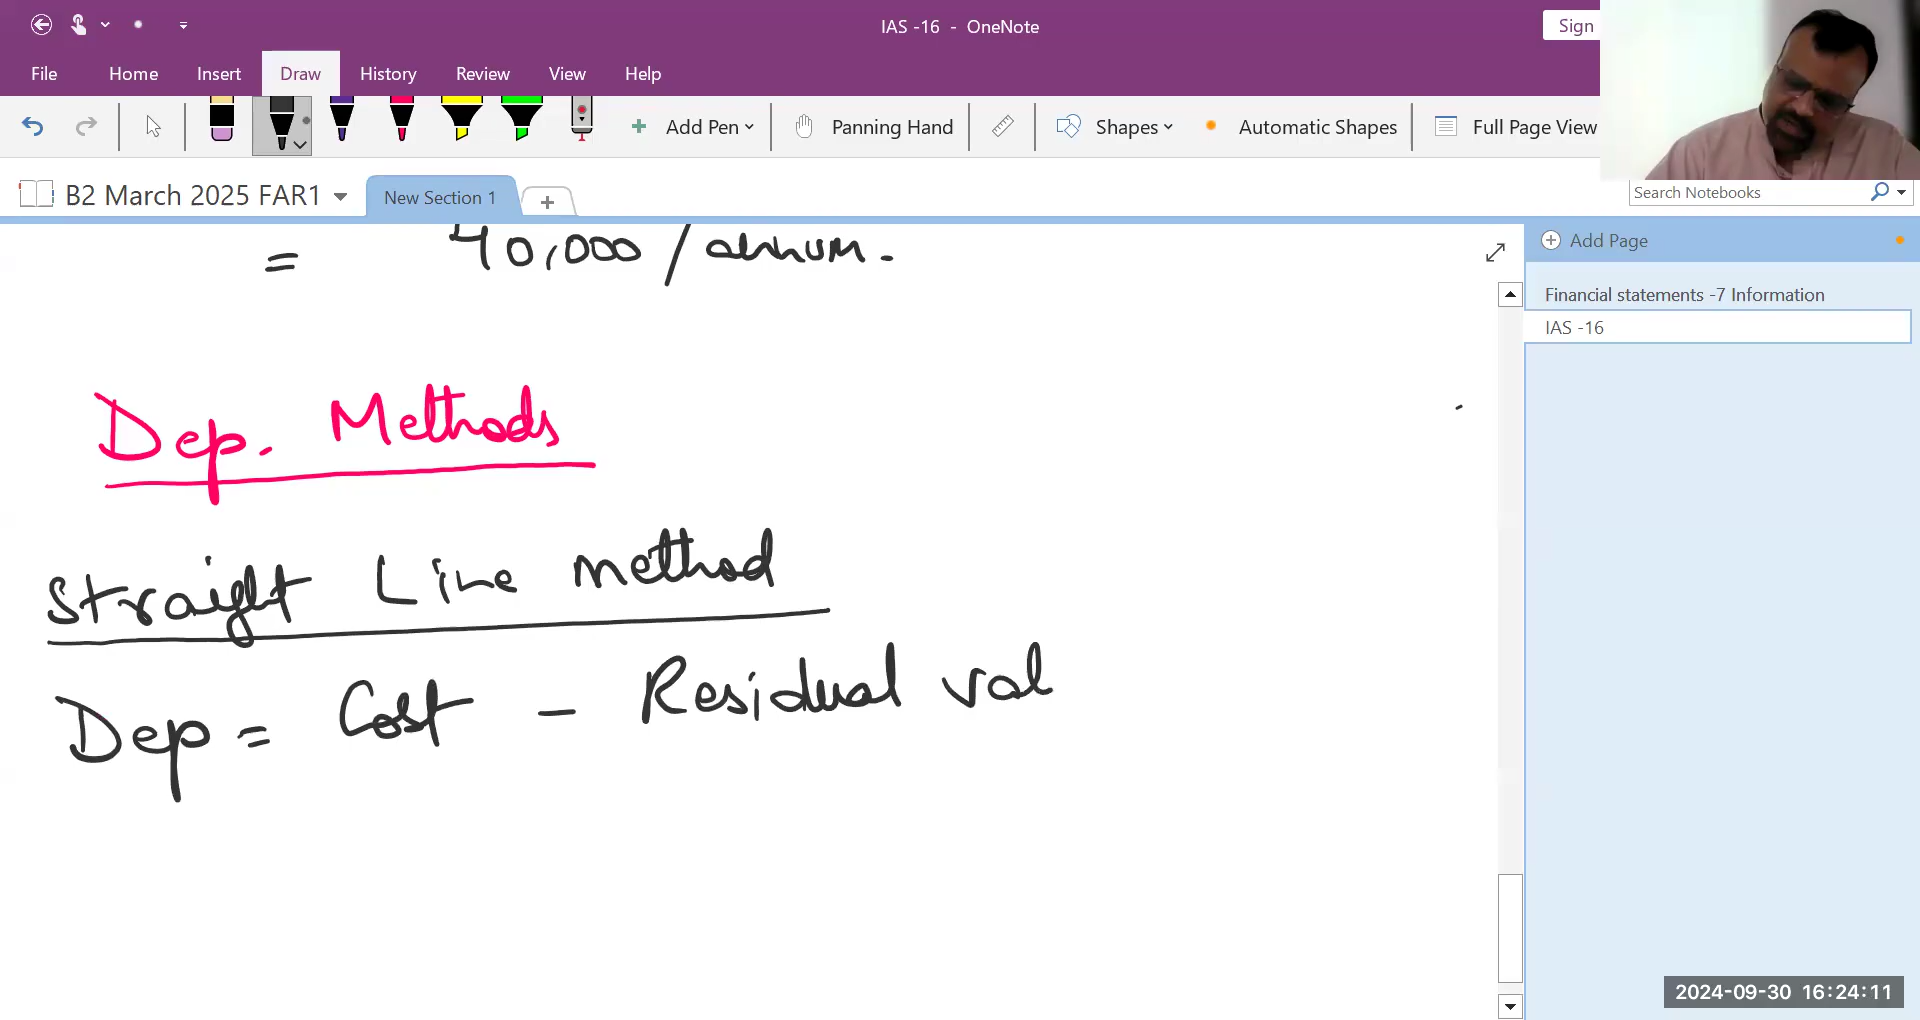 IAS -16 - OneNote
Sign
File Home Insert Draw History Review View Help
Add Pen Panning Hand Shapes Automatic Shapes Full Page View
B2 March 2025 FAR1 New Section 1
Search Notebooks
Add Page
Financial statements -7 Information
IAS -16
= 40,000 / annum.
Dep. Methods
Straight Line method
Dep = Cost - Residual val
2024-09-30 16:24:11